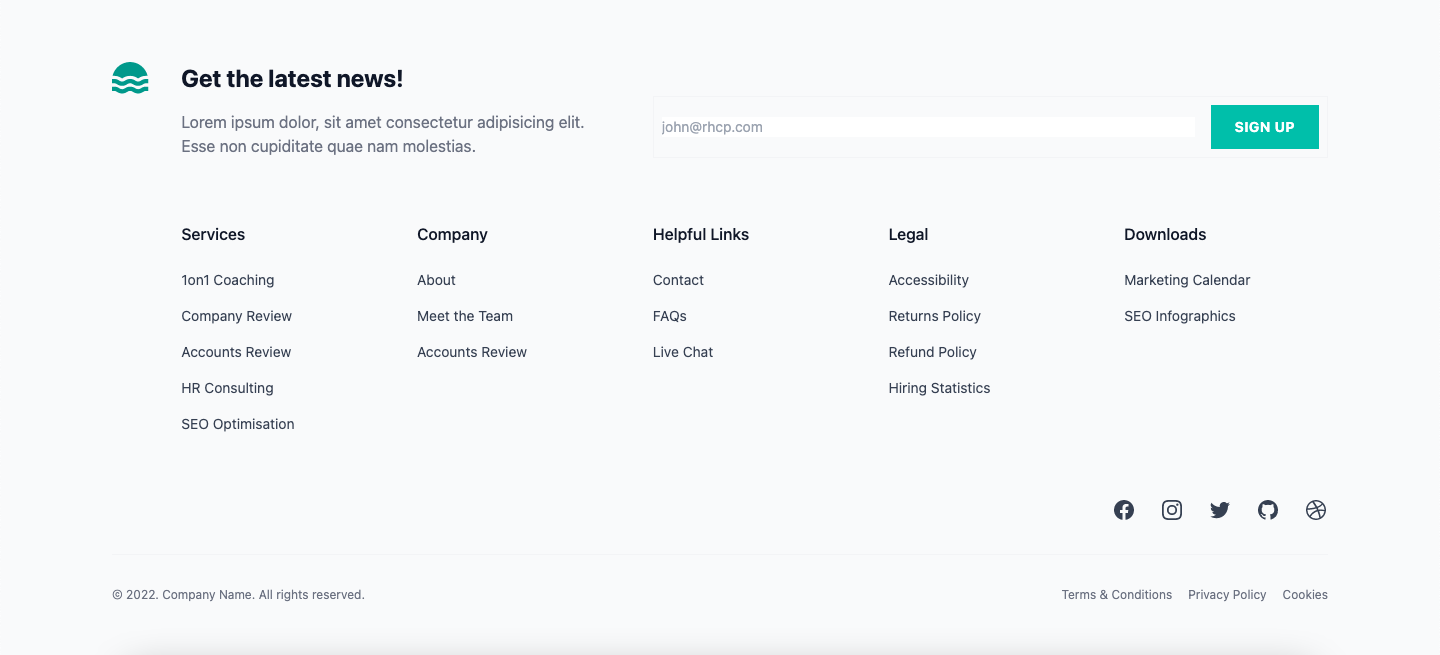 Get the latest news!
Lorem ipsum dolor, sit amet consectetur adipisicing elit.
Esse non cupiditate quae nam molestias.
john@rhcp.com
SIGN UP
Services
1on1 Coaching
Company Review
Accounts Review
HR Consulting
SEO Optimisation
Company
About
Meet the Team
Accounts Review
Helpful Links
Contact
FAQs
Live Chat
Legal
Accessibility
Returns Policy
Refund Policy
Hiring Statistics
Downloads
Marketing Calendar
SEO Infographics
© 2022. Company Name. All rights reserved.
Terms & Conditions
Privacy Policy
Cookies